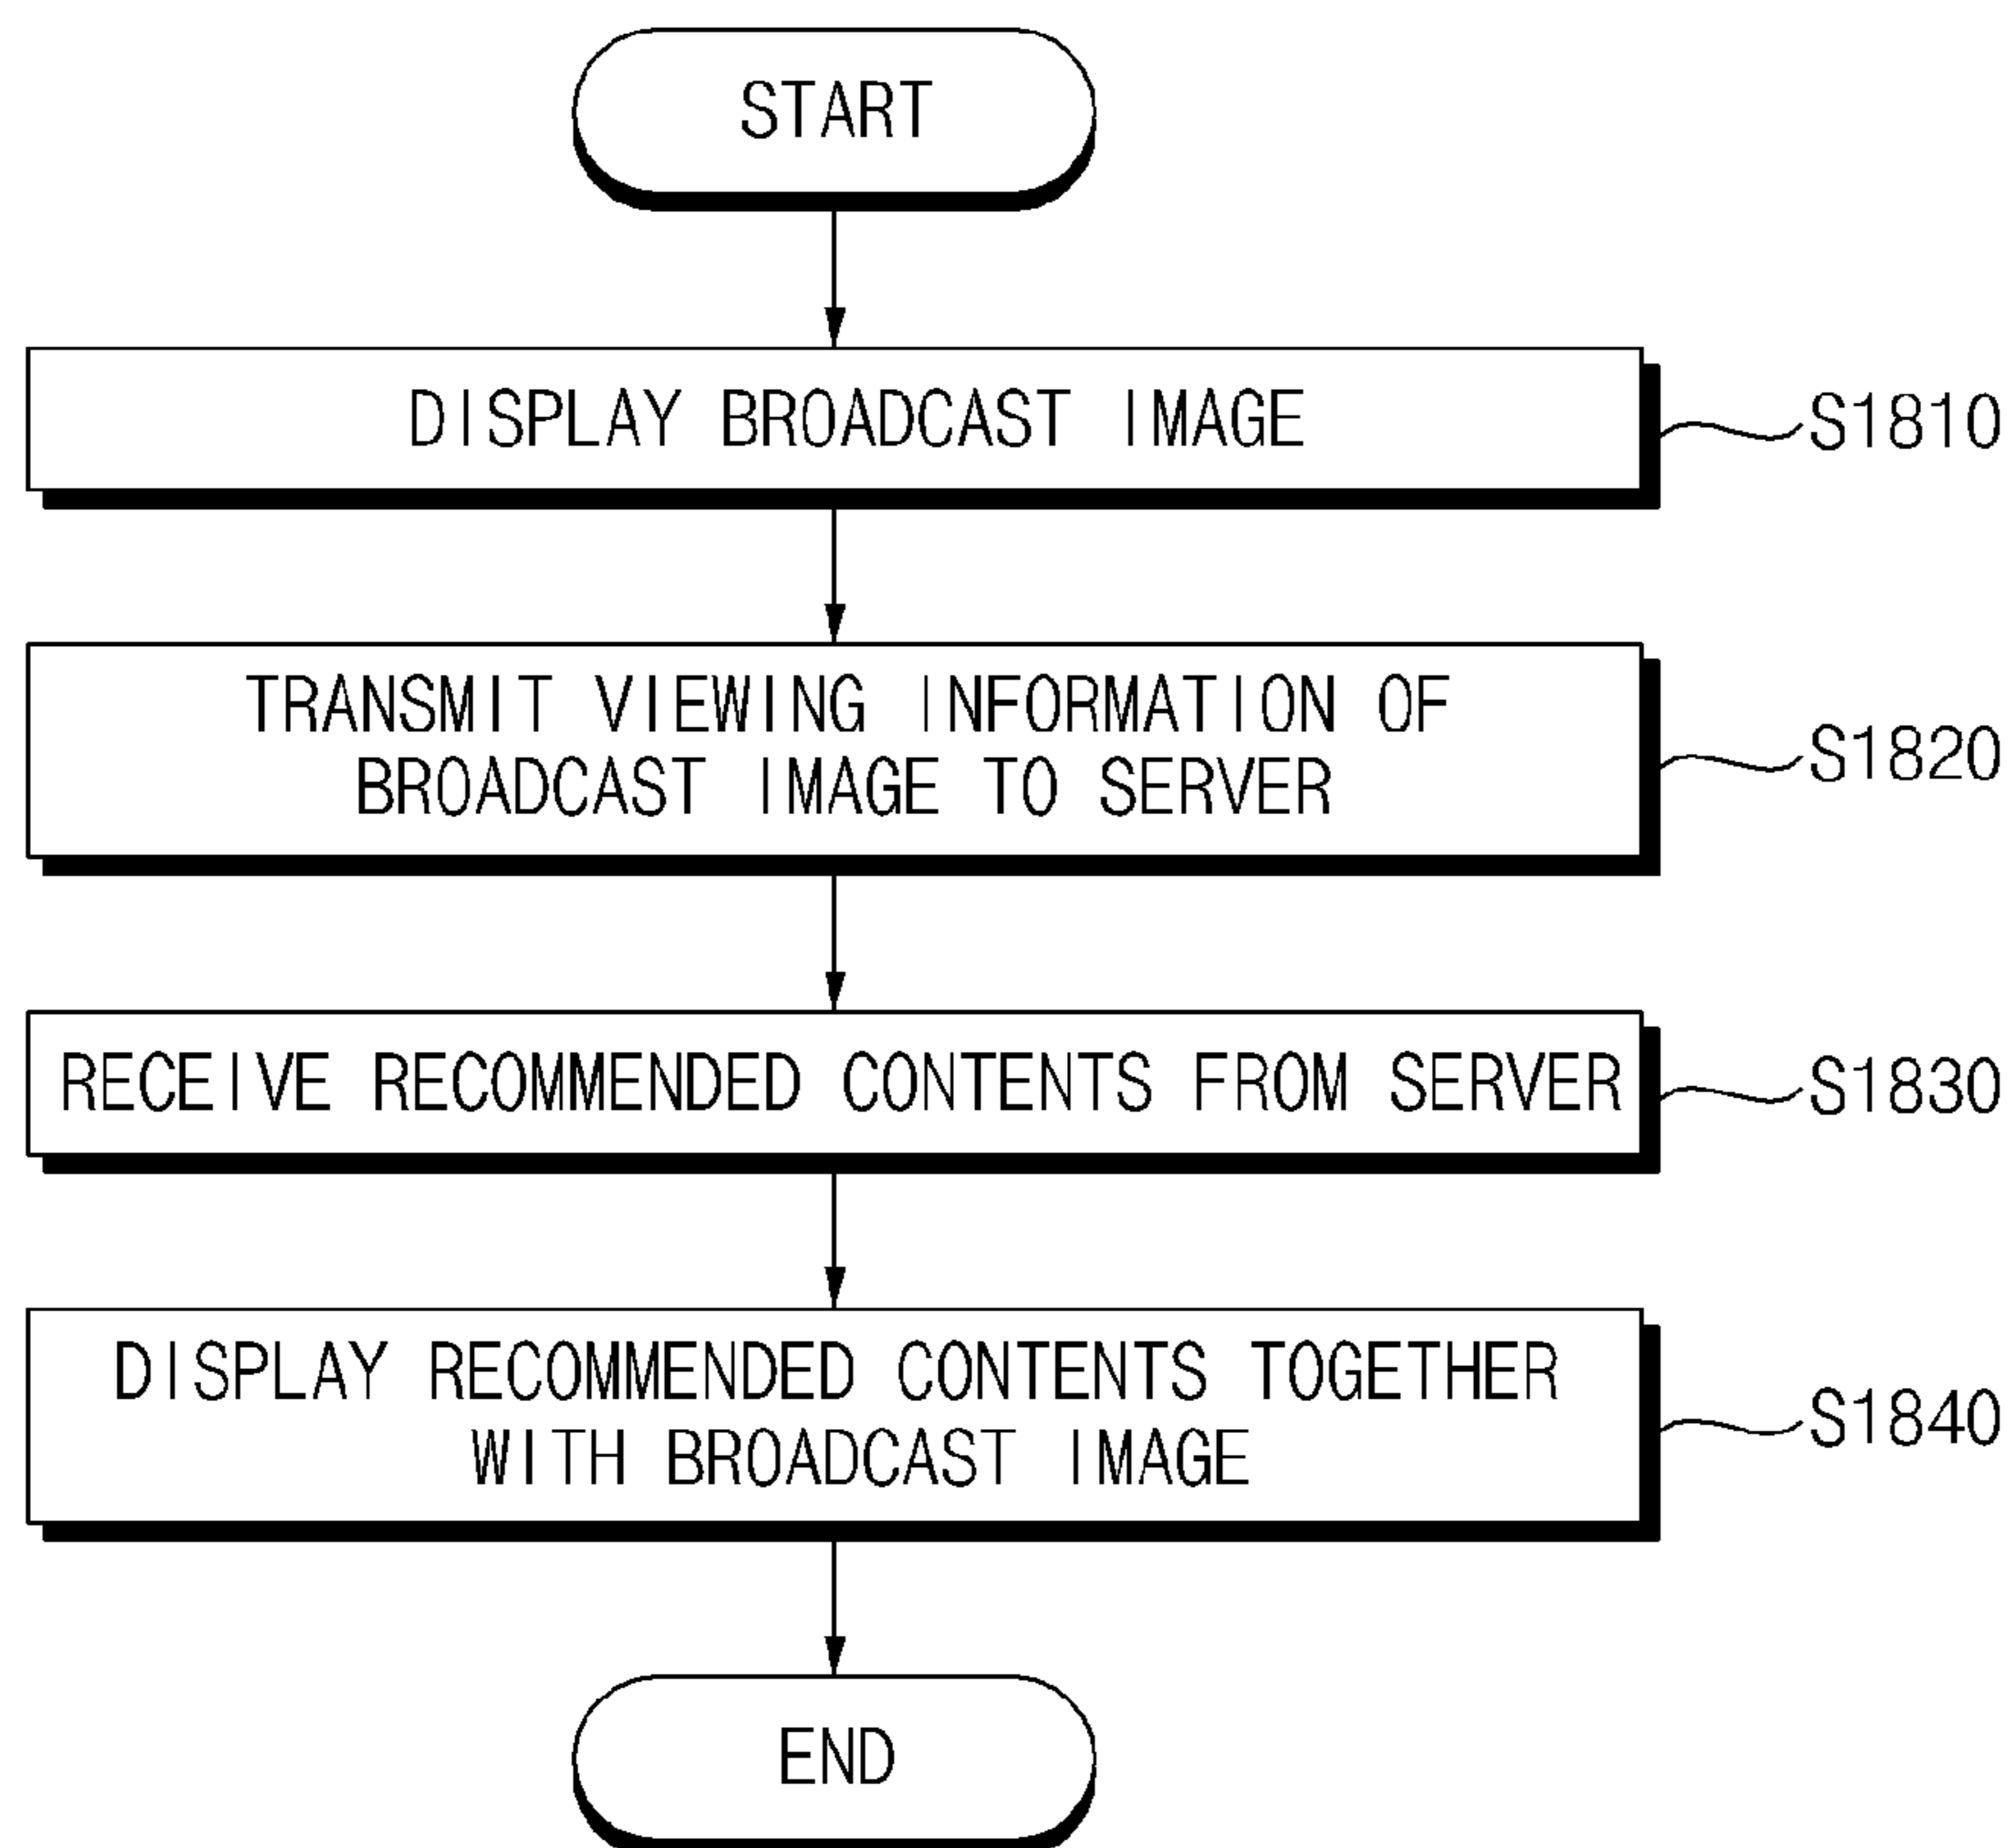 START
DISPLAY BROADCAST IMAGE
S1810
TRANSMIT VIEWING INFORMATION OF
BROADCAST IMAGE TO SERVER
S1820
RECEIVE RECOMMENDED CONTENTS FROM SERVER
S1830
DISPLAY RECOMMENDED CONTENTS TOGETHER
WITH BROADCAST IMAGE
S1840
END